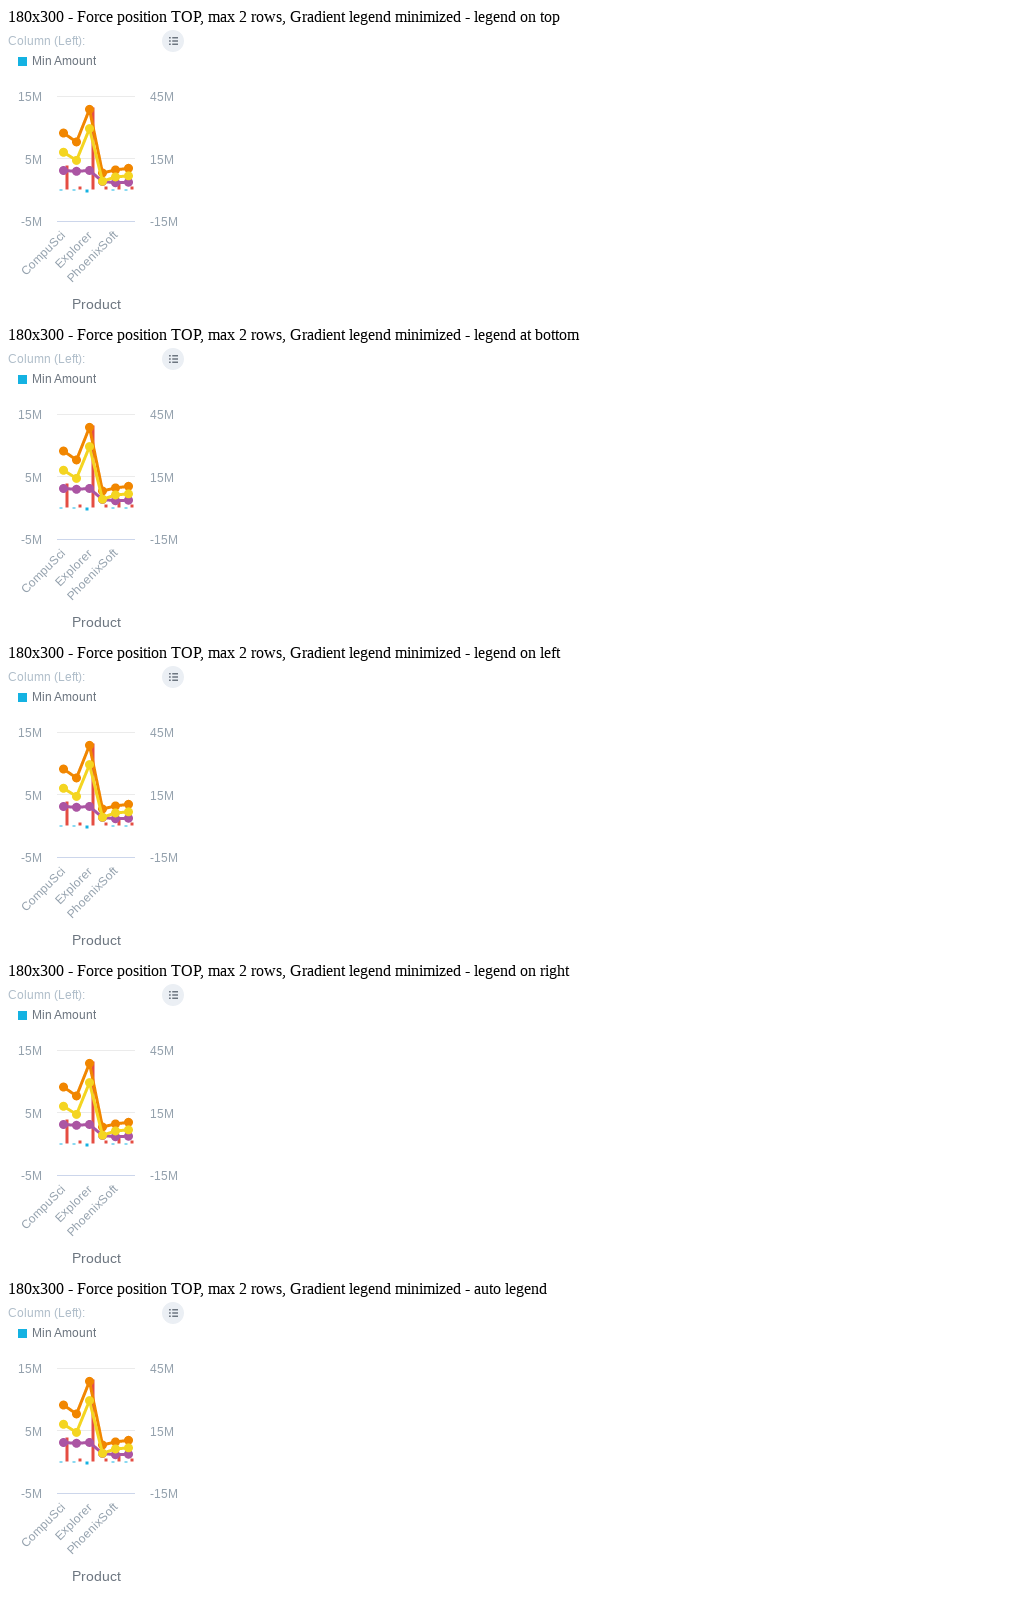 180x300 - Force position TOP, max 2 rows, Gradient legend minimized - legend on top
Column (Left):
Min Amount
15M 45M
5M 15M
-5M -15M
CompuSci Explorer PhoenixSoft
Product
180x300 - Force position TOP, max 2 rows, Gradient legend minimized - legend at bottom
Column (Left):
Min Amount
15M 45M
5M 15M
-5M -15M
CompuSci Explorer PhoenixSoft
Product
180x300 - Force position TOP, max 2 rows, Gradient legend minimized - legend on left
Column (Left):
Min Amount
15M 45M
5M 15M
-5M -15M
CompuSci Explorer PhoenixSoft
Product
180x300 - Force position TOP, max 2 rows, Gradient legend minimized - legend on right
Column (Left):
Min Amount
15M 45M
5M 15M
-5M -15M
CompuSci Explorer PhoenixSoft
Product
180x300 - Force position TOP, max 2 rows, Gradient legend minimized - auto legend
Column (Left):
Min Amount
15M 45M
5M 15M
-5M -15M
CompuSci Explorer PhoenixSoft
Product